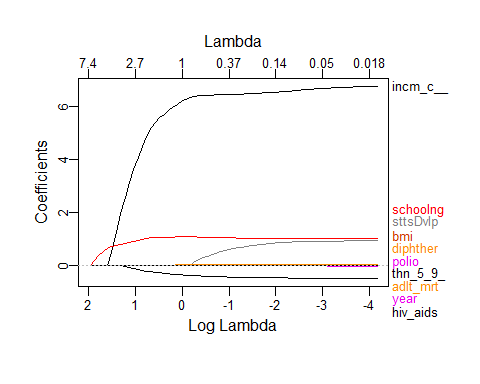 Lambda
7.4 2.7 1 0.37 0.14 0.05 0.018
Coefficients
6
4
2
0
incm_c__
schoolng
sttsDvlp
bmi
diphther
polio
thn_5_9_
adlt_mrt
year
hiv_aids
2 1 0 -1 -2 -3 -4
Log Lambda